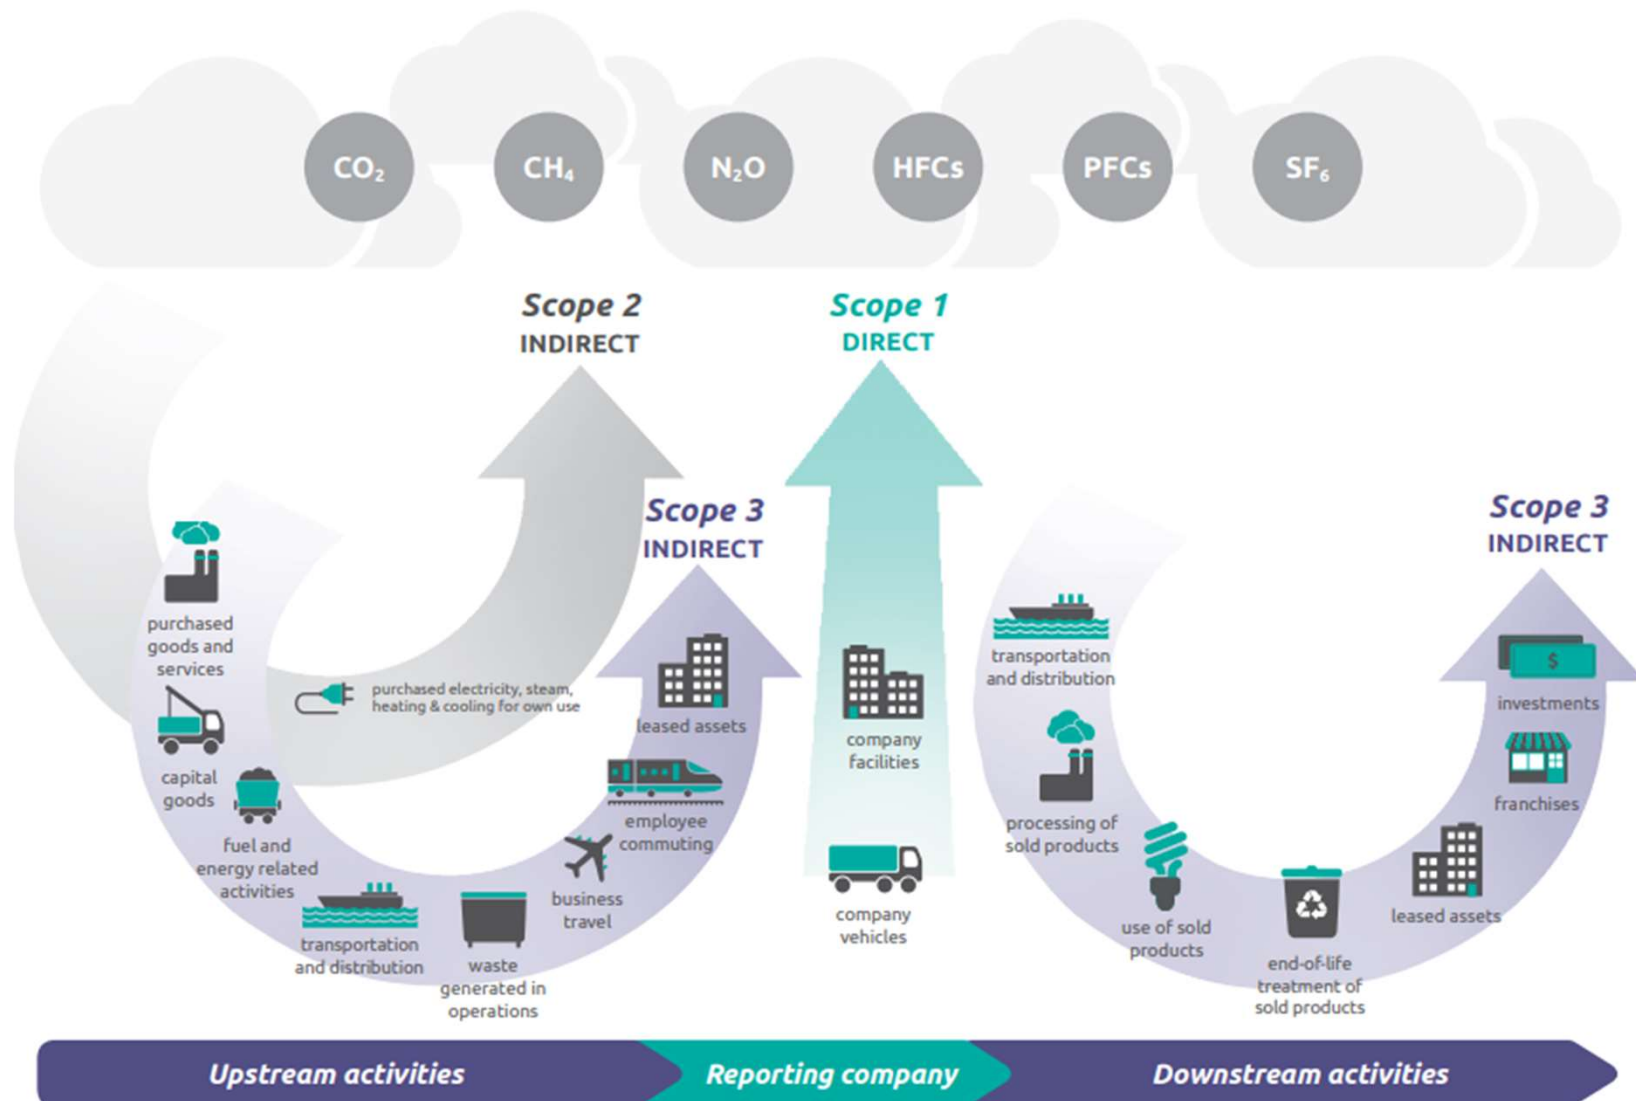 CO₂
CH₄
N₂O
HFCs
PFCs
SF₆
Scope 2
INDIRECT
Scope 1
DIRECT
Scope 3
INDIRECT
Scope 3
INDIRECT
purchased
goods and
services
capital
goods
fuel and
energy related
activities
transportation
and distribution
waste
generated in
operations
business
travel
employee
commuting
leased assets
purchased electricity, steam,
heating & cooling for own use
company
facilities
company
vehicles
transportation
and distribution
processing of
sold products
use of sold
products
end-of-life
treatment of
sold products
leased assets
franchises
investments
$
Upstream activities
Reporting company
Downstream activities